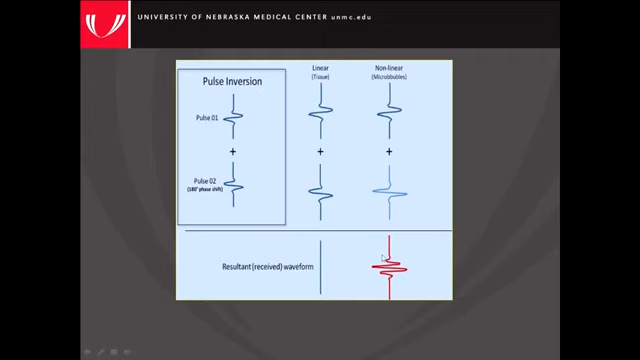 UNIVERSITY OF NEBRASKA MEDICAL CENTER unmc.edu
Pulse Inversion
Linear
(Tissue)
Non-linear
(Microbubbles)
Pulse 01
+
+
+
Pulse 02
(180° phase shift)
Resultant (received) waveform